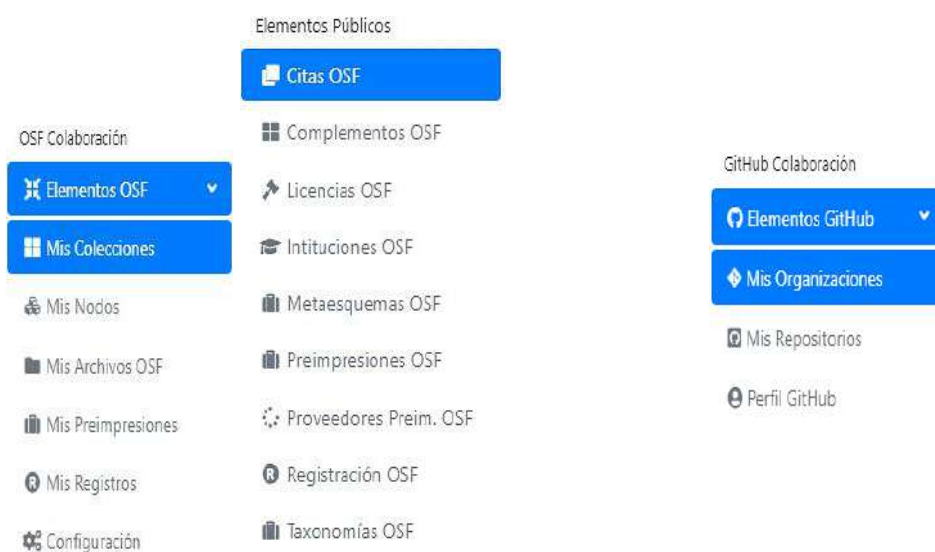 OSF Colaboración
Elementos OSF
Mis Colecciones
Mis Nodos
Mis Archivos OSF
Mis Preimpresiones
Mis Registros
Configuración
Elementos Públicos
Citas OSF
Complementos OSF
Licencias OSF
Intituciones OSF
Metaesquemas OSF
Preimpresiones OSF
Proveedores Preim. OSF
Registración OSF
Taxonomías OSF
GitHub Colaboración
Elementos GitHub
Mis Organizaciones
Mis Repositorios
Perfil GitHub